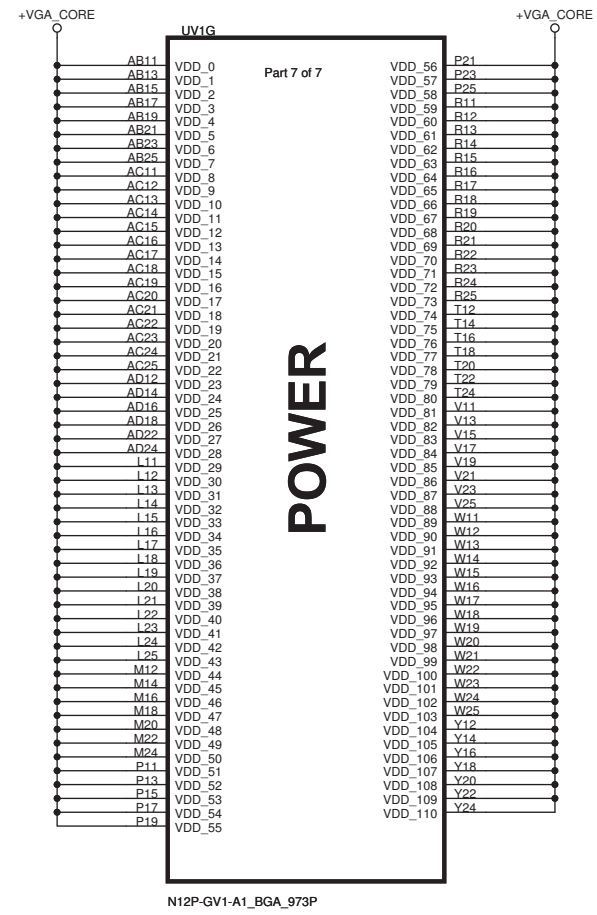 +VGA_CORE +VGA_CORE
UV1G
Part 7 of 7
AB11 VDD_0 VDD_56 P21
AB13 VDD_1 VDD_57 P23
AB15 VDD_2 VDD_58 P25
AB17 VDD_3 VDD_59 R11
AB19 VDD_4 VDD_60 R12
AB21 VDD_5 VDD_61 R13
AB23 VDD_6 VDD_62 R14
AB25 VDD_7 VDD_63 R15
AC11 VDD_8 VDD_64 R16
AC12 VDD_9 VDD_65 R17
AC13 VDD_10 VDD_66 R18
AC14 VDD_11 VDD_67 R19
AC15 VDD_12 VDD_68 R20
AC16 VDD_13 VDD_69 R21
AC17 VDD_14 VDD_70 R22
AC18 VDD_15 VDD_71 R23
AC19 VDD_16 VDD_72 R24
AC20 VDD_17 VDD_73 R25
AC21 VDD_18 VDD_74 T12
AC22 VDD_19 VDD_75 T14
AC23 VDD_20 VDD_76 T16
AC24 VDD_21 VDD_77 T18
AC25 VDD_22 VDD_78 T20
AD12 VDD_23 VDD_79 T22
AD14 VDD_24 VDD_80 T24
AD16 VDD_25 VDD_81 V11
AD18 VDD_26 VDD_82 V13
AD22 VDD_27 VDD_83 V15
AD24 VDD_28 VDD_84 V17
L11 VDD_29 VDD_85 V19
L12 VDD_30 VDD_86 V21
L13 VDD_31 VDD_87 V23
L14 VDD_32 VDD_88 V25
L15 VDD_33 VDD_89 W11
L16 VDD_34 VDD_90 W12
L17 VDD_35 VDD_91 W13
L18 VDD_36 VDD_92 W14
L19 VDD_37 VDD_93 W15
L20 VDD_38 VDD_94 W16
L21 VDD_39 VDD_95 W17
L22 VDD_40 VDD_96 W18
L23 VDD_41 VDD_97 W19
L24 VDD_42 VDD_98 W20
L25 VDD_43 VDD_99 W21
M12 VDD_44 VDD_100 W22
M14 VDD_45 VDD_101 W23
M16 VDD_46 VDD_102 W24
M18 VDD_47 VDD_103 W25
M20 VDD_48 VDD_104 Y12
M22 VDD_49 VDD_105 Y14
M24 VDD_50 VDD_106 Y16
P11 VDD_51 VDD_107 Y18
P13 VDD_52 VDD_108 Y20
P15 VDD_53 VDD_109 Y22
P17 VDD_54 VDD_110 Y24
P19 VDD_55
POWER
N12P-GV1-A1_BGA_973P